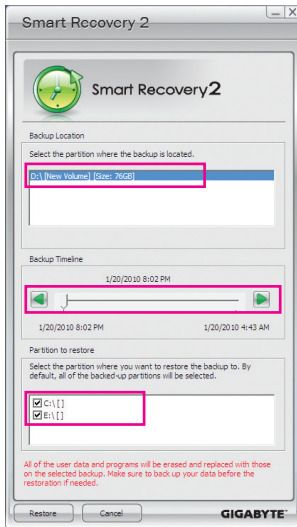 Smart Recovery 2
Smart Recovery2
Backup Location
Select the partition where the backup is located.
D:\ [New Volume] [Size: 76GB]
Backup Timeline
1/20/2010 8:02 PM
1/20/2010 8:02 PM 1/20/2010 4:43 AM
Partition to restore
Select the partition where you want to restore the backup to. By
default, all of the backed-up partitions will be selected.
C:\ [ ]
E:\ [ ]
All of the user data and programs will be erased and replaced with those
on the selected backup. Make sure to back up your data before the
restoration if needed.
Restore Cancel GIGABYTE™